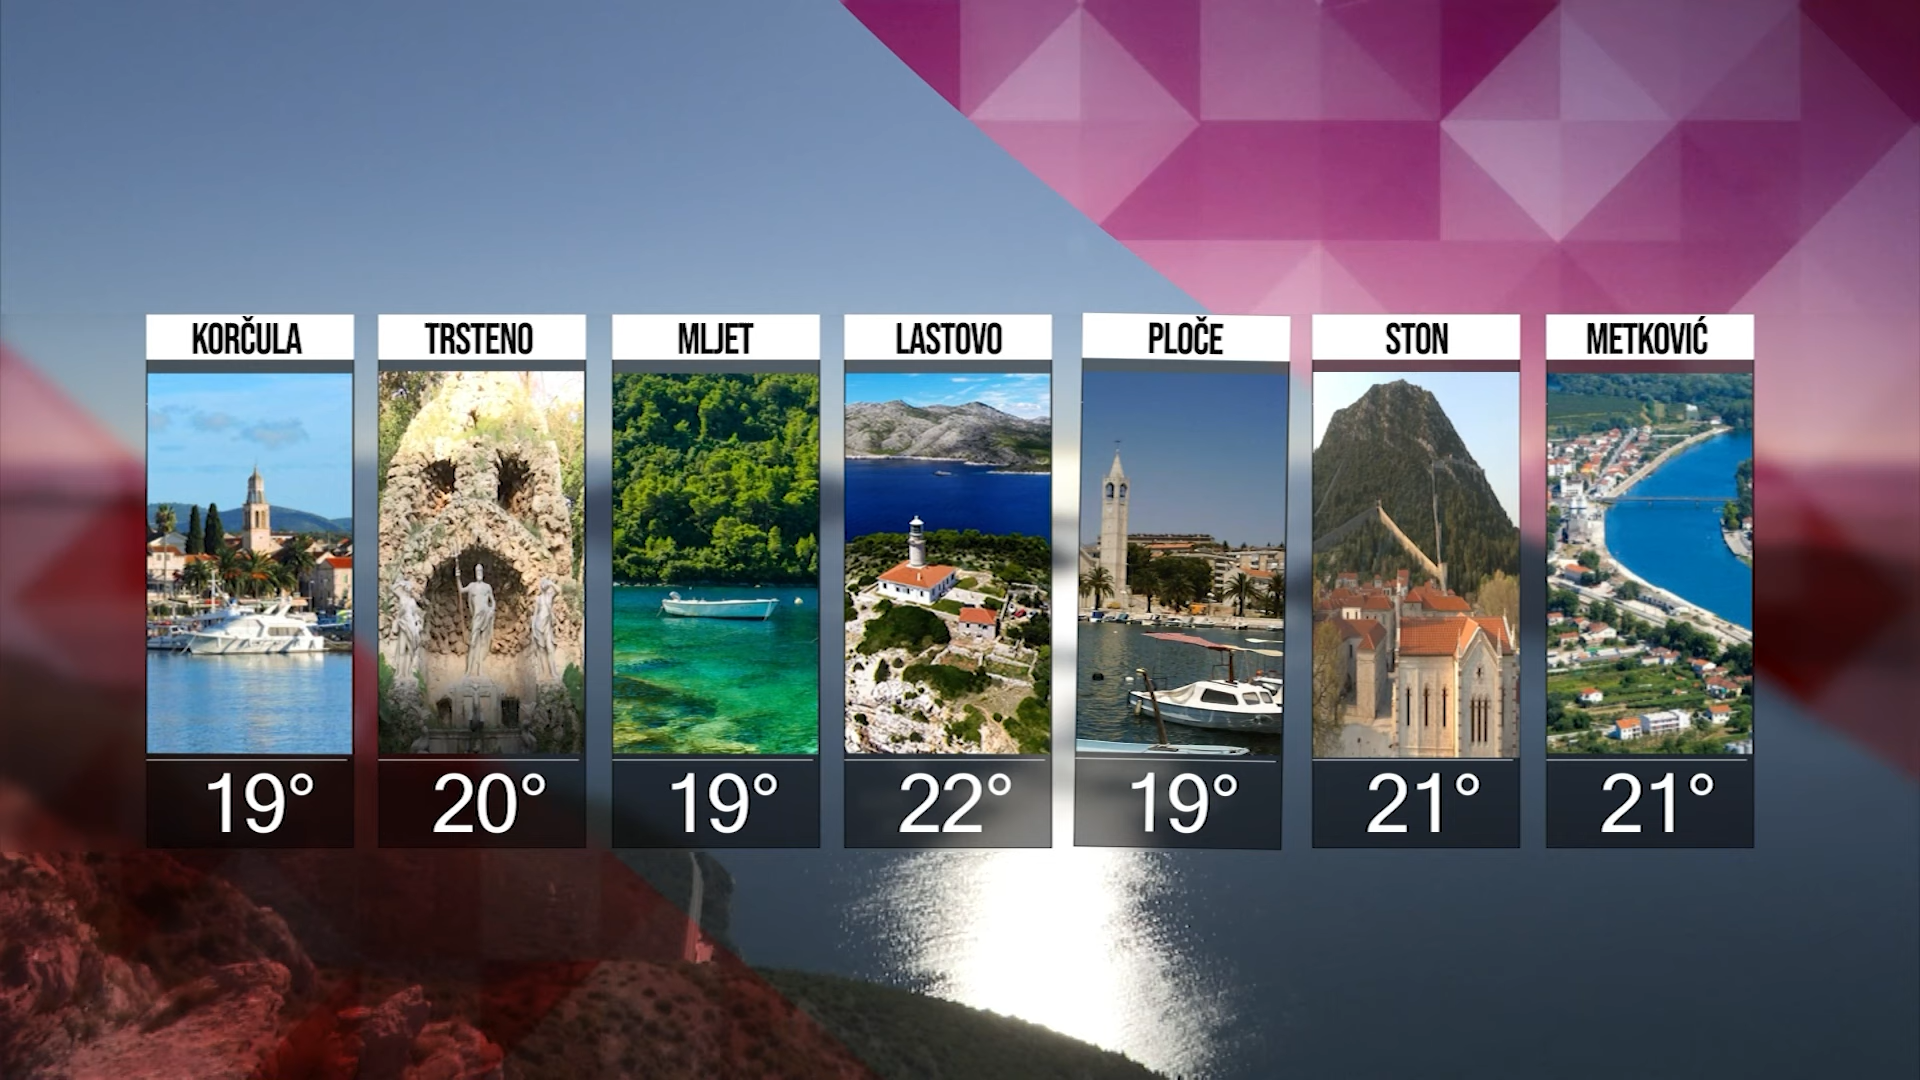 KORČULA
TRSTENO
MLJET
LASTOVO
PLOČE
STON
METKOVIĆ
19°
20°
19°
22°
19°
21°
21°